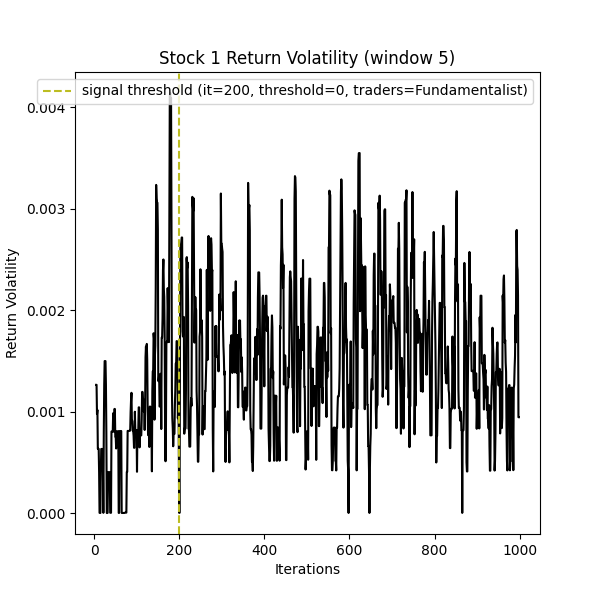 Stock 1 Return Volatility (window 5)
signal threshold (it=200, threshold=0, traders=Fundamentalist)
0.004
0.003
0.002
0.001
0.000
Return Volatility
0 200 400 600 800 1000
Iterations